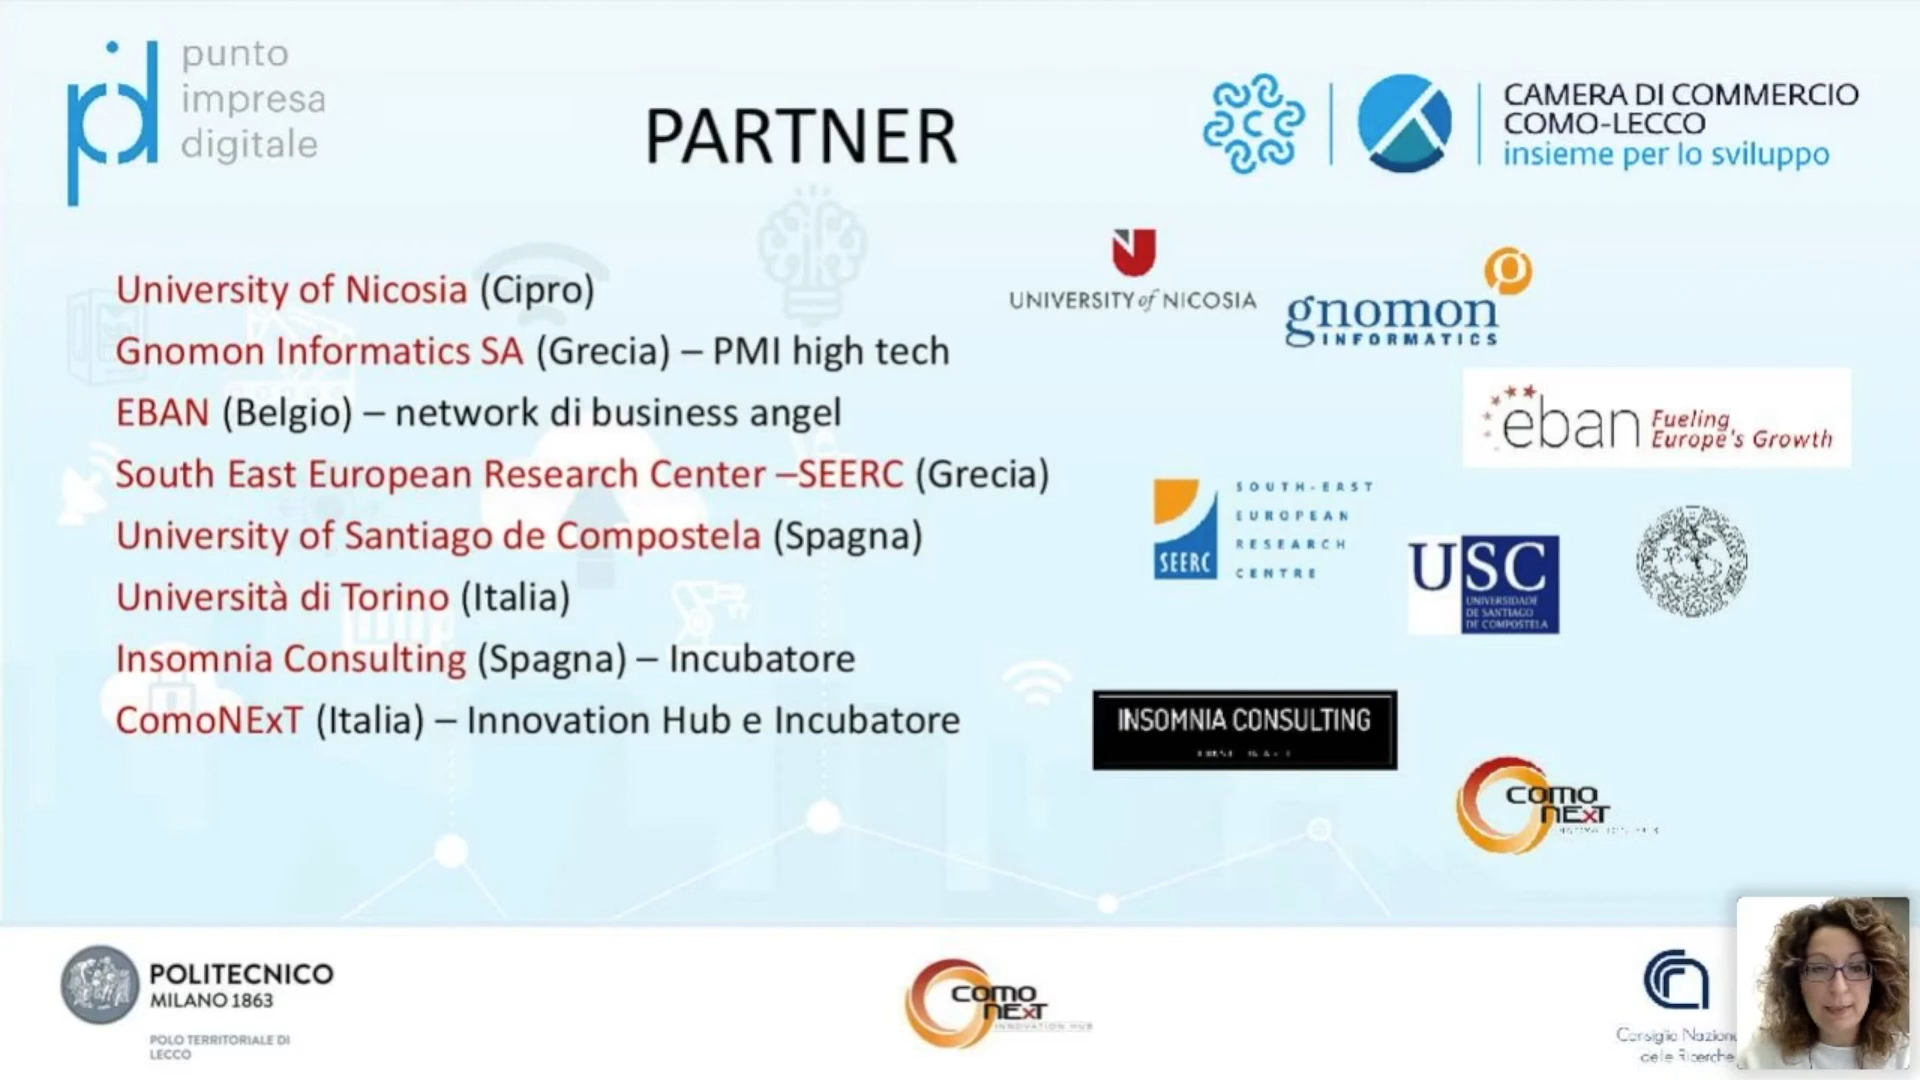 punto
impresa
digitale
PARTNER
CAMERA DI COMMERCIO
COMO-LECCO
insieme per lo sviluppo
University of Nicosia (Cipro)
Gnomon Informatics SA (Grecia) – PMI high tech
EBAN (Belgio) – network di business angel
South East European Research Center –SEERC (Grecia)
University of Santiago de Compostela (Spagna)
Università di Torino (Italia)
Insomnia Consulting (Spagna) – Incubatore
ComoNExT (Italia) – Innovation Hub e Incubatore
UNIVERSITY of NICOSIA
gnomon
INFORMATICS
eban Fueling
Europe's Growth
SEERC
SOUTH-EAST
EUROPEAN
RESEARCH
CENTRE
USC
UNIVERSIDADE
DE SANTIAGO
DE COMPOSTELA
INSOMNIA CONSULTING
COMO
NExT
POLITECNICO
MILANO 1863
POLO TERRITORIALE DI
LECCO
COMO
NExT
INNOVATION HUB
Consiglio Nazion
delle Ricerche